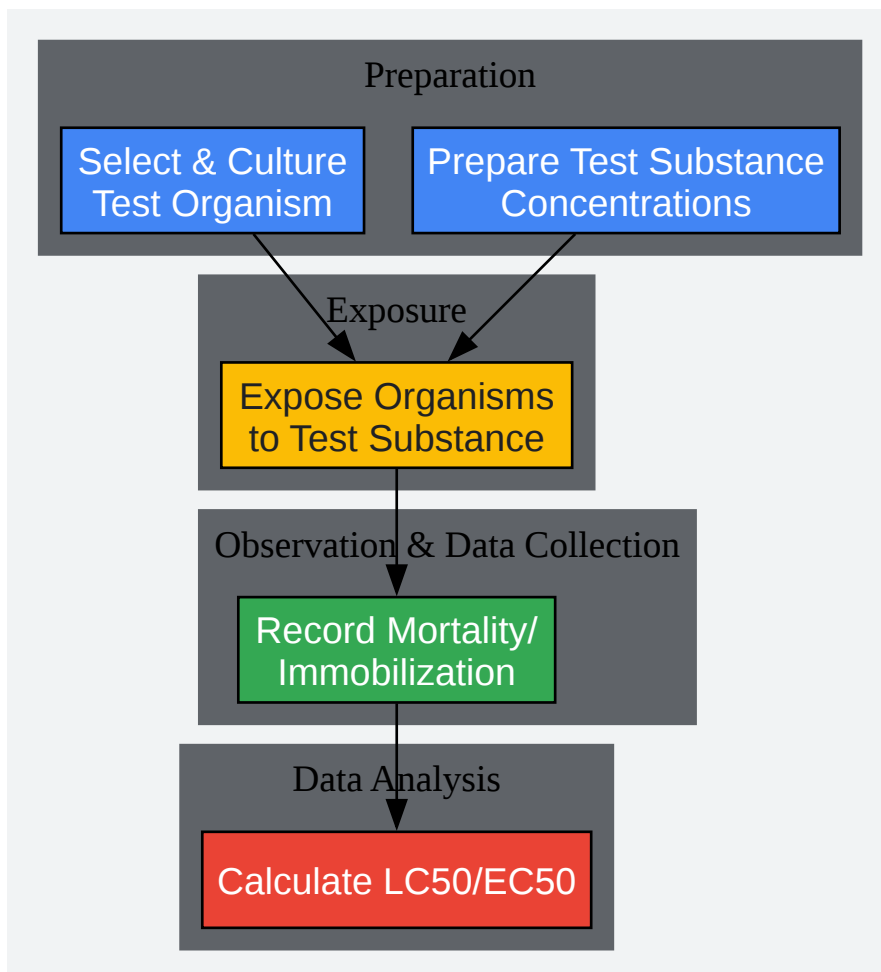 Preparation
Select & Culture
Test Organism
Prepare Test Substance
Concentrations
Exposure
Expose Organisms
to Test Substance
Observation & Data Collection
Record Mortality/
Immobilization
Data Analysis
Calculate LC50/EC50